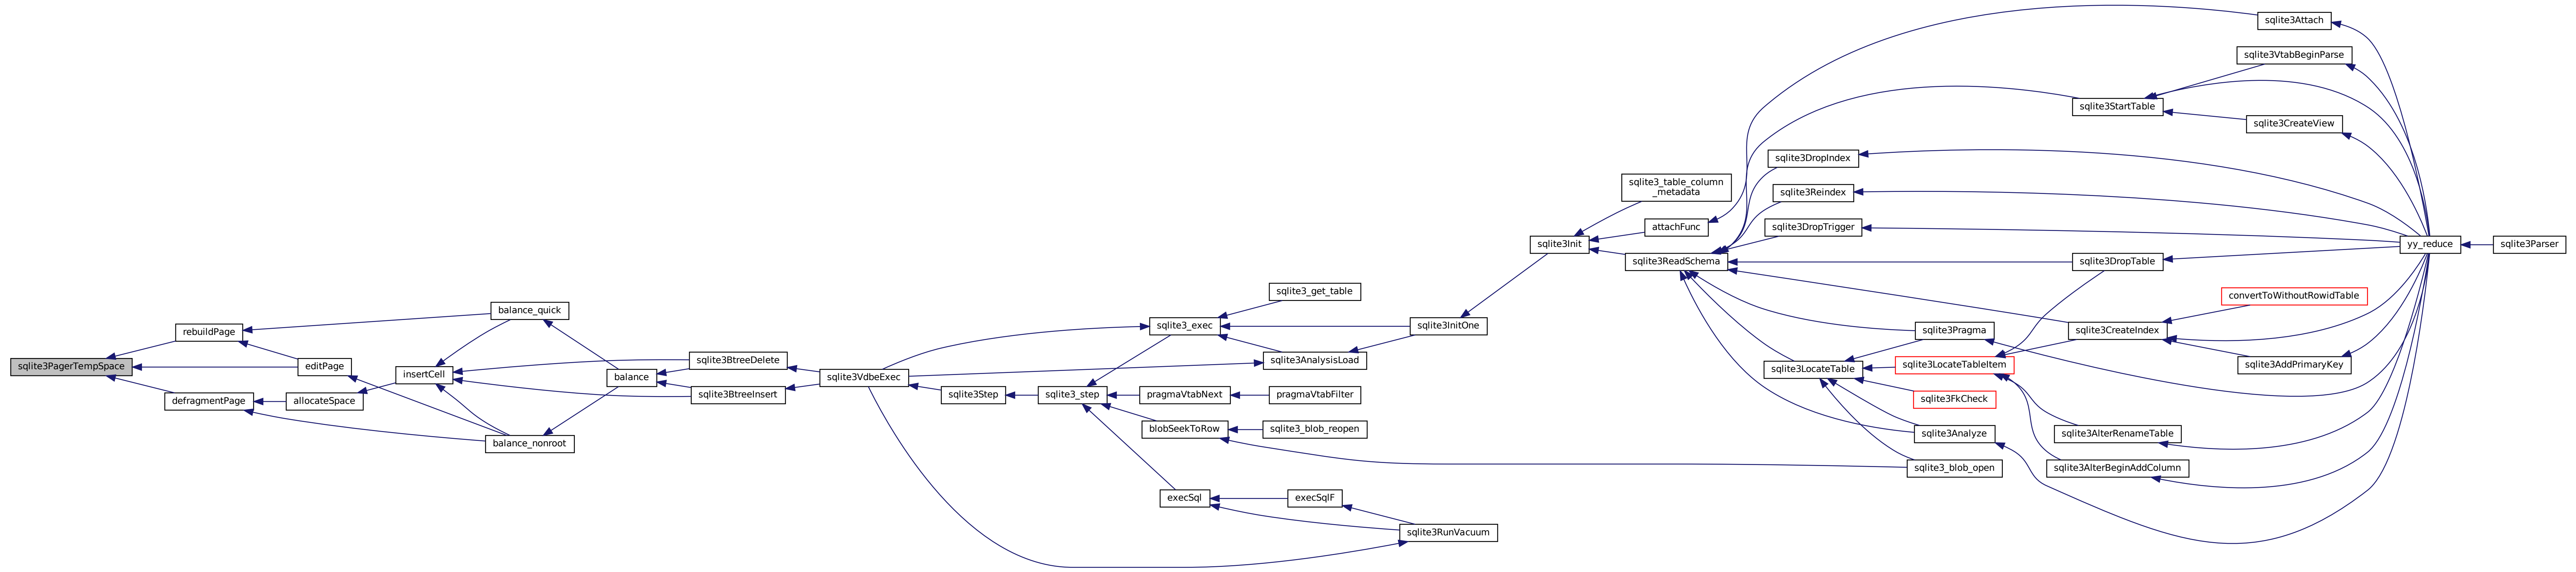 sqlite3PagerTempSpace
rebuildPage
editPage
defragmentPage
allocateSpace
insertCell
balance_quick
balance_nonroot
balance
sqlite3BtreeDelete
sqlite3BtreeInsert
sqlite3VdbeExec
sqlite3Step
sqlite3_step
sqlite3_exec
pragmaVtabNext
blobSeekToRow
execSql
sqlite3_get_table
sqlite3AnalysisLoad
pragmaVtabFilter
sqlite3_blob_reopen
execSqlF
sqlite3InitOne
sqlite3RunVacuum
sqlite3Init
sqlite3_table_column
_metadata
attachFunc
sqlite3ReadSchema
sqlite3DropIndex
sqlite3Reindex
sqlite3DropTrigger
sqlite3LocateTable
sqlite3Pragma
sqlite3LocateTableItem
sqlite3FkCheck
sqlite3Analyze
sqlite3_blob_open
sqlite3StartTable
sqlite3DropTable
sqlite3CreateIndex
sqlite3AlterRenameTable
sqlite3AlterBeginAddColumn
sqlite3Attach
sqlite3VtabBeginParse
sqlite3CreateView
convertToWithoutRowidTable
sqlite3AddPrimaryKey
yy_reduce
sqlite3Parser